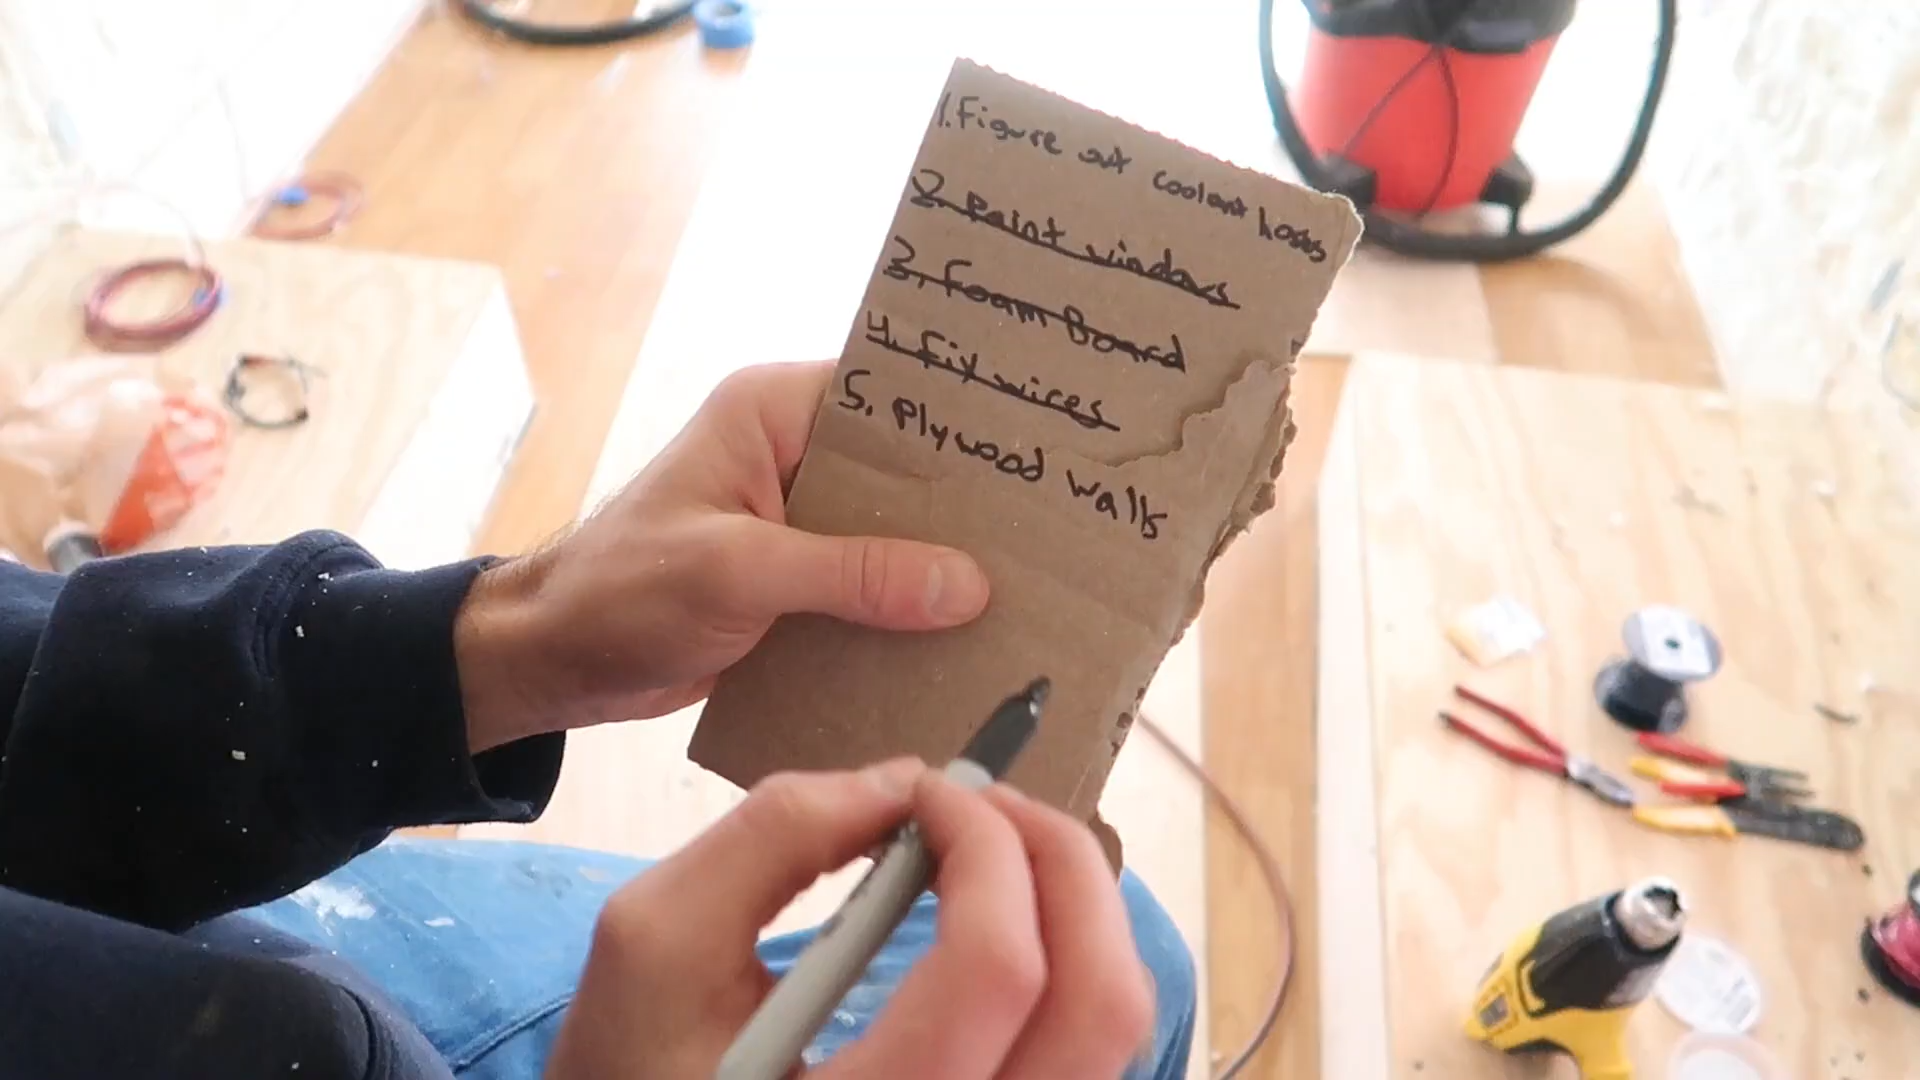 1. Figure out coolant hoses
2. Paint windows
3. Foam Board
4. Fix wires
5. Plywood Walls